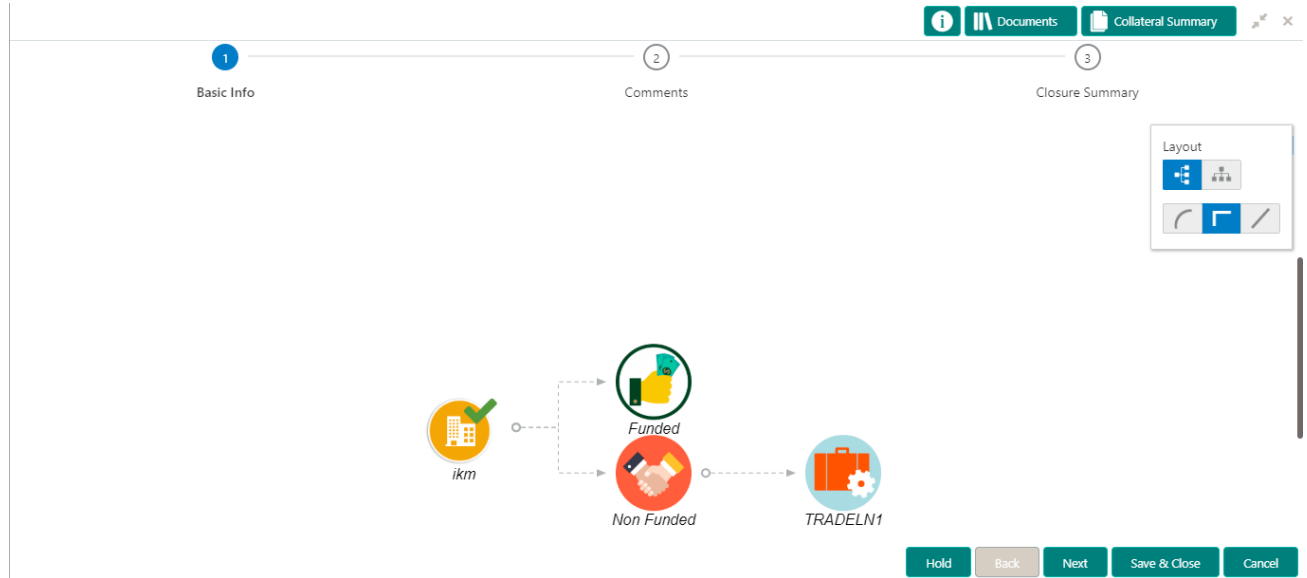 Documents
Collateral Summary
1
2
3
Basic Info
Comments
Closure Summary
Layout
Funded
ikm
Non Funded
TRADELN1
Hold
Back
Next
Save & Close
Cancel